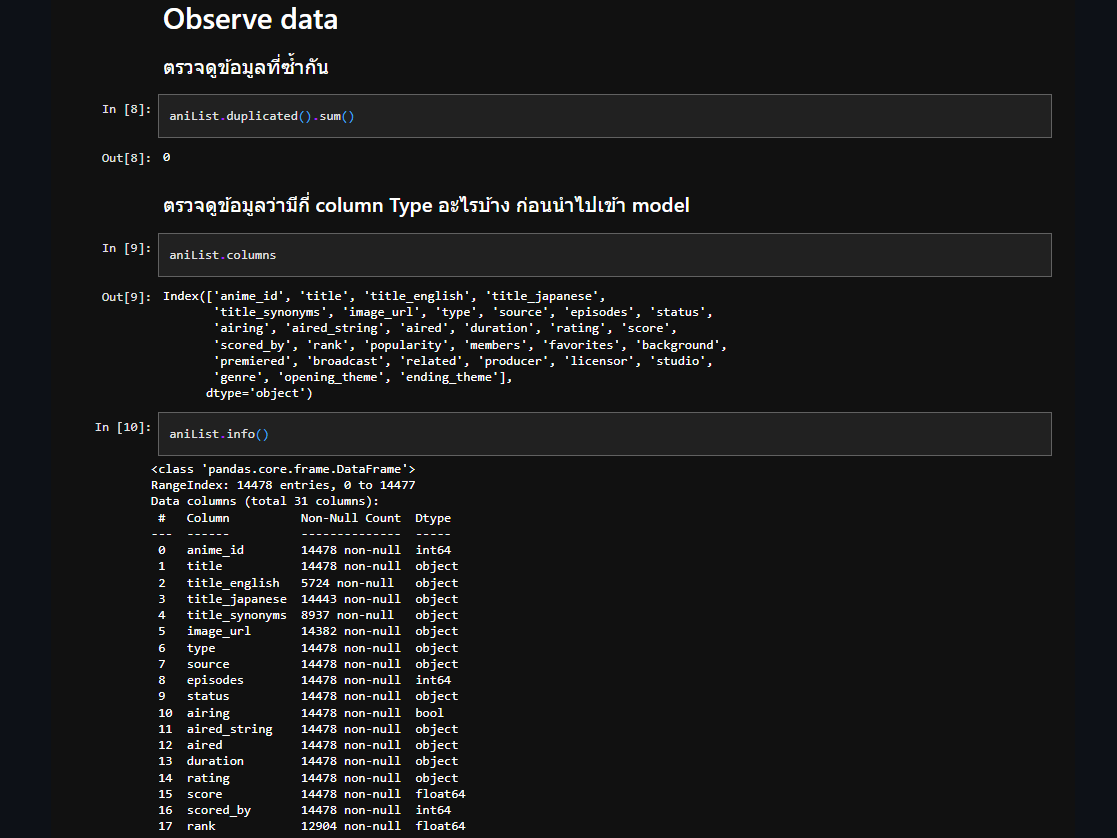 Observe data
ตรวจดูข้อมูลที่ซ้ำกัน
In [8]:
aniList.duplicated().sum()
Out[8]: 0
ตรวจดูข้อมูลว่ามีกี่ column Type อะไรบ้าง ก่อนนำไปเข้า model
In [9]:
aniList.columns
Out[9]: Index(['anime_id', 'title', 'title_english', 'title_japanese',
'title_synonyms', 'image_url', 'type', 'source', 'episodes', 'status',
'airing', 'aired_string', 'aired', 'duration', 'rating', 'score',
'scored_by', 'rank', 'popularity', 'members', 'favorites', 'background',
'premiered', 'broadcast', 'related', 'producer', 'licensor', 'studio',
'genre', 'opening_theme', 'ending_theme'],
dtype='object')
In [10]:
aniList.info()
<class 'pandas.core.frame.DataFrame'>
RangeIndex: 14478 entries, 0 to 14477
Data columns (total 31 columns):
# Column Non-Null Count Dtype
--- ------ -------------- -----
0 anime_id 14478 non-null int64
1 title 14478 non-null object
2 title_english 5724 non-null object
3 title_japanese 14443 non-null object
4 title_synonyms 8937 non-null object
5 image_url 14382 non-null object
6 type 14478 non-null object
7 source 14478 non-null object
8 episodes 14478 non-null int64
9 status 14478 non-null object
10 airing 14478 non-null bool
11 aired_string 14478 non-null object
12 aired 14478 non-null object
13 duration 14478 non-null object
14 rating 14478 non-null object
15 score 14478 non-null float64
16 scored_by 14478 non-null int64
17 rank 12904 non-null float64